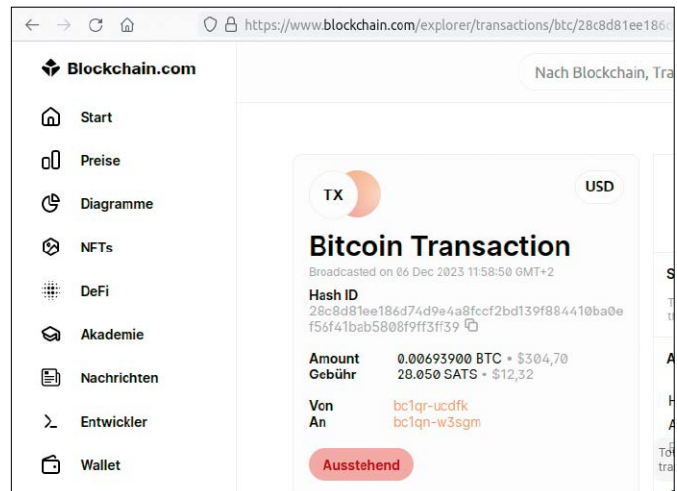 https://www.blockchain.com/explorer/transactions/btc/28c8d81ee186
Blockchain.com
Nach Blockchain, Tra
Start
Preise
Diagramme
NFTs
DeFi
Akademie
Nachrichten
Entwickler
Wallet
TX
USD
Bitcoin Transaction
Broadcasted on 06 Dec 2023 11:58:50 GMT+2
Hash ID
28c8d81ee186d74d9e4a8fccf2bd139f884410ba0e
f56f41bab5808f9ff3ff39
Amount 0.00693900 BTC • $304,70
Gebühr 28.050 SATS • $12,32
Von bc1qr-ucdfk
An bc1qn-w3sgm
Ausstehend